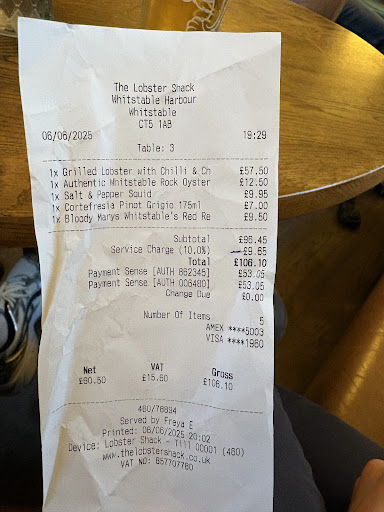 The Lobster Shack
Whitstable Harbour
Whitstable
CT5 1AB
06/06/2025 19:29
Table: 3
1x Grilled Lobster with Chilli & Ch £57.50
1x Authentic Whitstable Rock Oyster £12.50
1x Salt & Pepper Squid £9.95
1x Cortefresia Pinot Grigio 175ml £7.00
1x Bloody Marys Whitstable's Red Re £9.50
Subtotal £96.45
Service Charge (10.0%) £9.65
Total £106.10
Payment Sense [AUTH 862345] £53.05
Payment Sense [AUTH 006480] £53.05
Change Due £0.00
Number Of Items 5
AMEX ****5003
VISA ****1980
Net VAT Gross
£90.50 £15.50 £106.10
460/76894
Served by Freya E
Printed: 06/06/2025 20:02
Device: Lobster Shack - Till 00001 (460)
www.thelobstershack.co.uk
VAT NO: 857707760